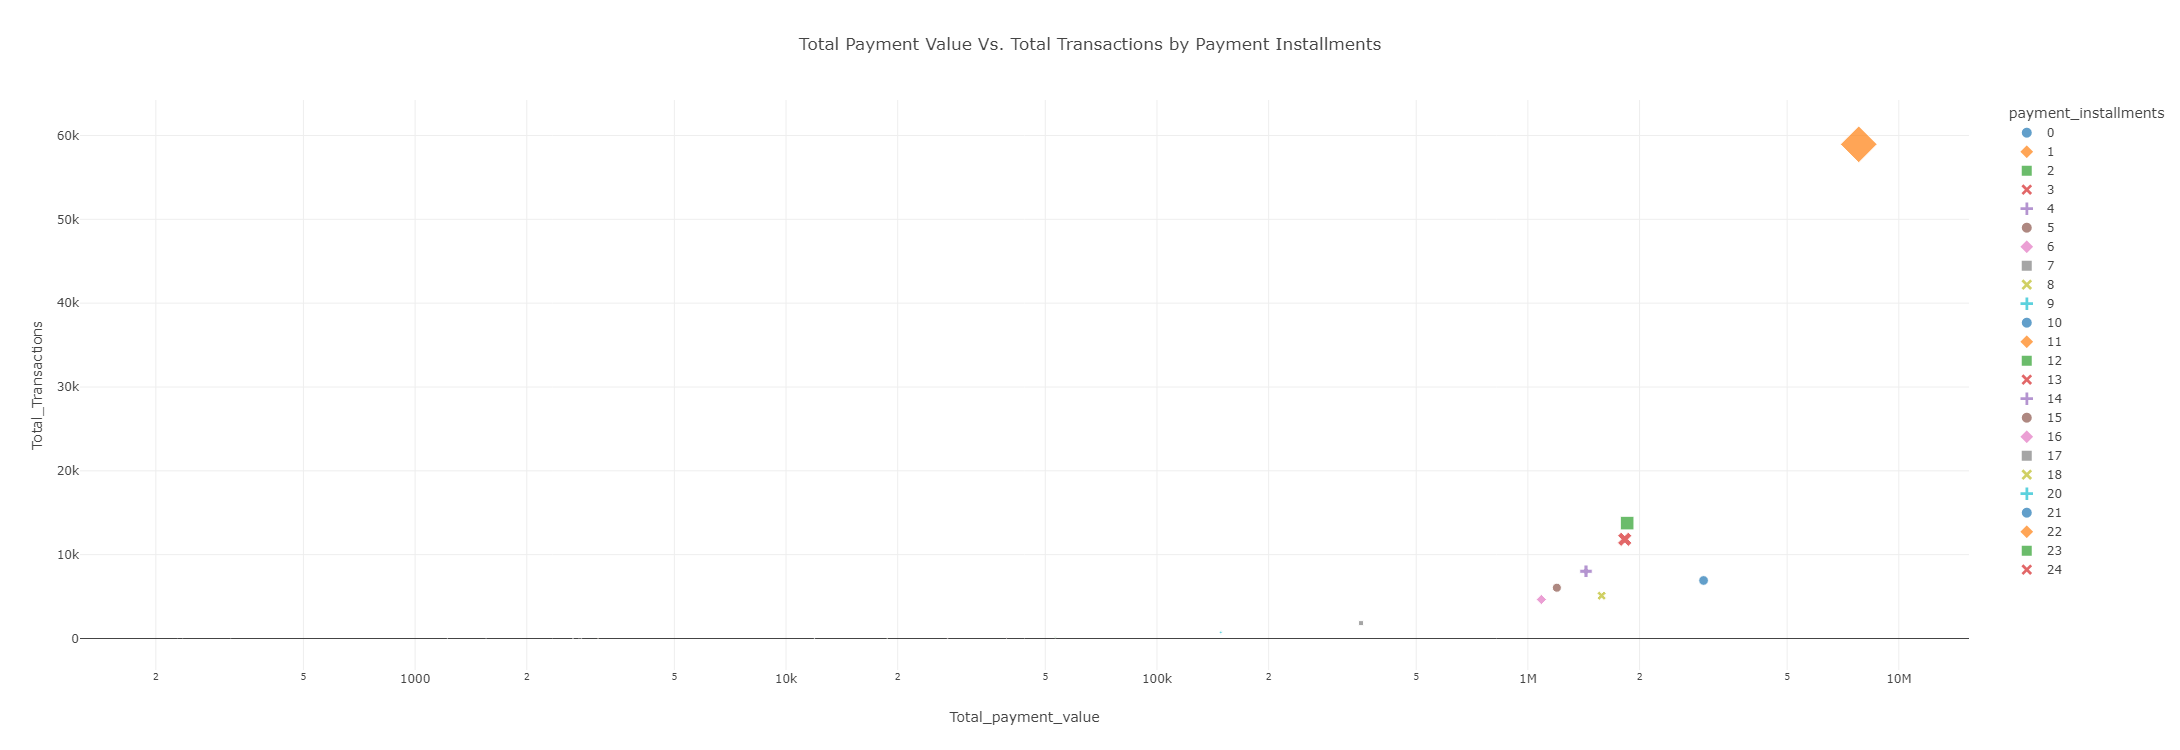 Total Payment Value Vs. Total Transactions by Payment Installments
payment_installments
0
1
2
3
4
5
6
7
8
9
10
11
12
13
14
15
16
17
18
20
21
22
23
24
Total_Transactions
60k
50k
40k
30k
20k
10k
0
2 5 1000 2 5 10k 2 5 100k 2 5 1M 2 5 10M
Total_payment_value